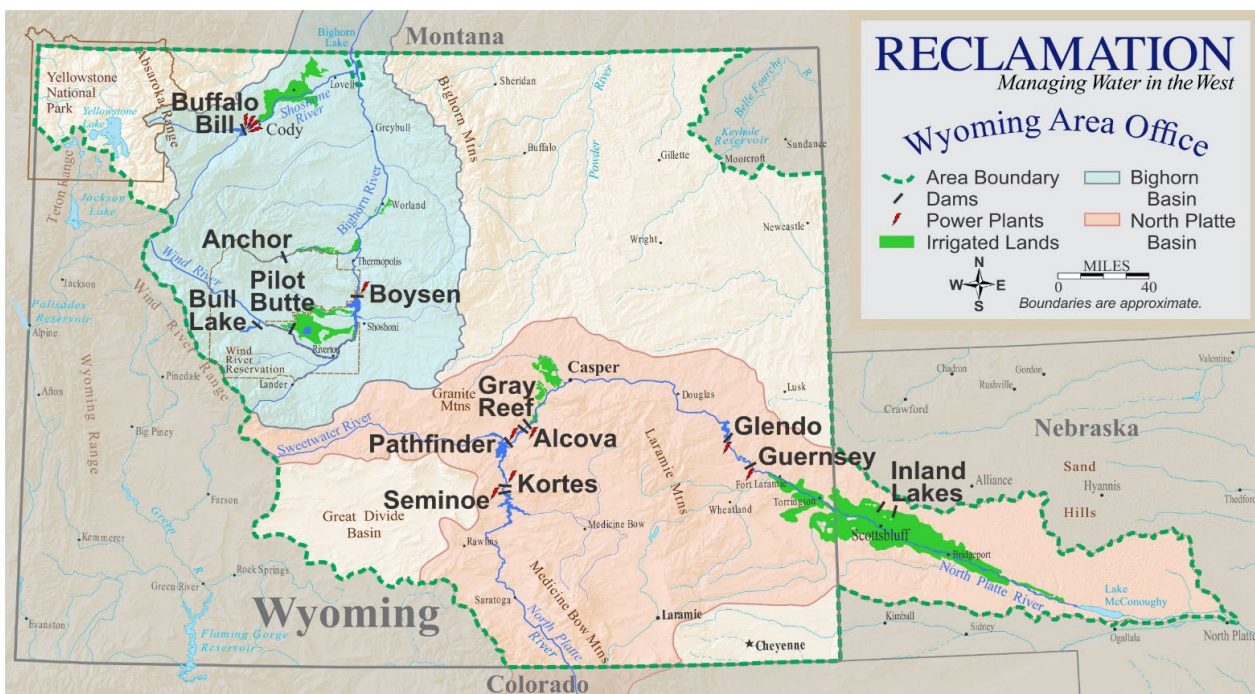 Montana
RECLAMATION
Managing Water in the West
Wyoming Area Office
Area Boundary
Dams
Power Plants
Irrigated Lands
Bighorn
Basin
North Platte
Basin
N
W
E
S
MILES
0
40
Boundaries are approximate.
Bighorn
Lake
Yellowstone
National
Park
Absaroka Range
Yellowstone
Lake
Buffalo
Bill
Cody
Shoshone
River
Lovell
Greybull
Bighorn Mtns
Sheridan
Powder
River
Buffalo
Gillette
Belle Fourche
R
Keyhole
Reservoir
Moorcroft
Sundance
Teton Range
Jackson
Lake
Bighorn River
Worland
Wright
Newcastle
Anchor
Thermopolis
Wind River
Pilot
Butte
Boysen
Bull
Lake
Shoshoni
Riverton
Wind
River
Reservation
Lander
Jackson
Palisades
Reservoir
Alpine
Wind River Range
Wyoming Range
Afton
Pinedale
Big Piney
Granite
Mtns
Gray
Reef
Casper
Douglas
Lusk
Sweetwater River
Pathfinder
Alcova
Glendo
Guernsey
Laramie
Mtns
Kortes
Seminoe
Fort Laramie
Torrington
Wheatland
Inland
Lakes
Scottsbluff
Bridgeport
North Platte River
Chadron
Gordon
Rushville
Crawford
Valentine
Nebraska
Alliance
Sand
Hills
Hyannis
Thedford
Farson
Great Divide
Basin
Medicine Bow
Rawlins
Kemmerer
Green
R
Rock Springs
Green River
Wyoming
Saratoga
Medicine Bow Mtns
North Platte
River
Laramie
Cheyenne
Evanston
Flaming Gorge
Reservoir
Colorado
Kimball
Sidney
Lake
McConoughy
Ogallala
North Platte